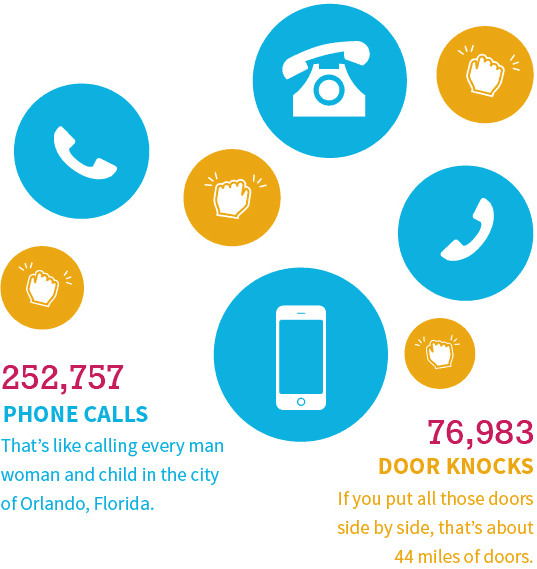 252,757
PHONE CALLS
That's like calling every man
woman and child in the city
of Orlando, Florida.
76,983
DOOR KNOCKS
If you put all those doors
side by side, that's about
44 miles of doors.